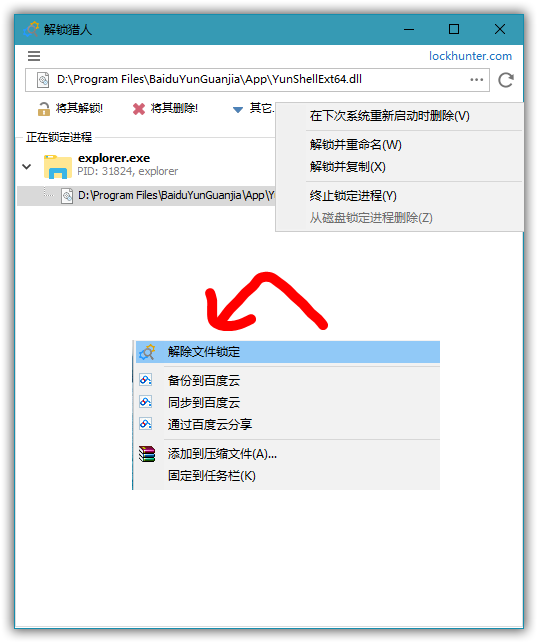 解锁猎人
lockhunter.com
D:\Program Files\BaiduYunGuanjia\App\YunShellExt64.dll
将其解锁! 将其删除! 其它..
在下次系统重新启动时删除(V)
正在锁定进程
解锁并重命名(W)
explorer.exe
解锁并复制(X)
PID: 31824, explorer
终止锁定进程(Y)
D:\Program Files\BaiduYunGuanjia\App\Y
从磁盘锁定进程删除(Z)
解除文件锁定
备份到百度云
同步到百度云
通过百度云分享
添加到压缩文件(A)...
固定到任务栏(K)